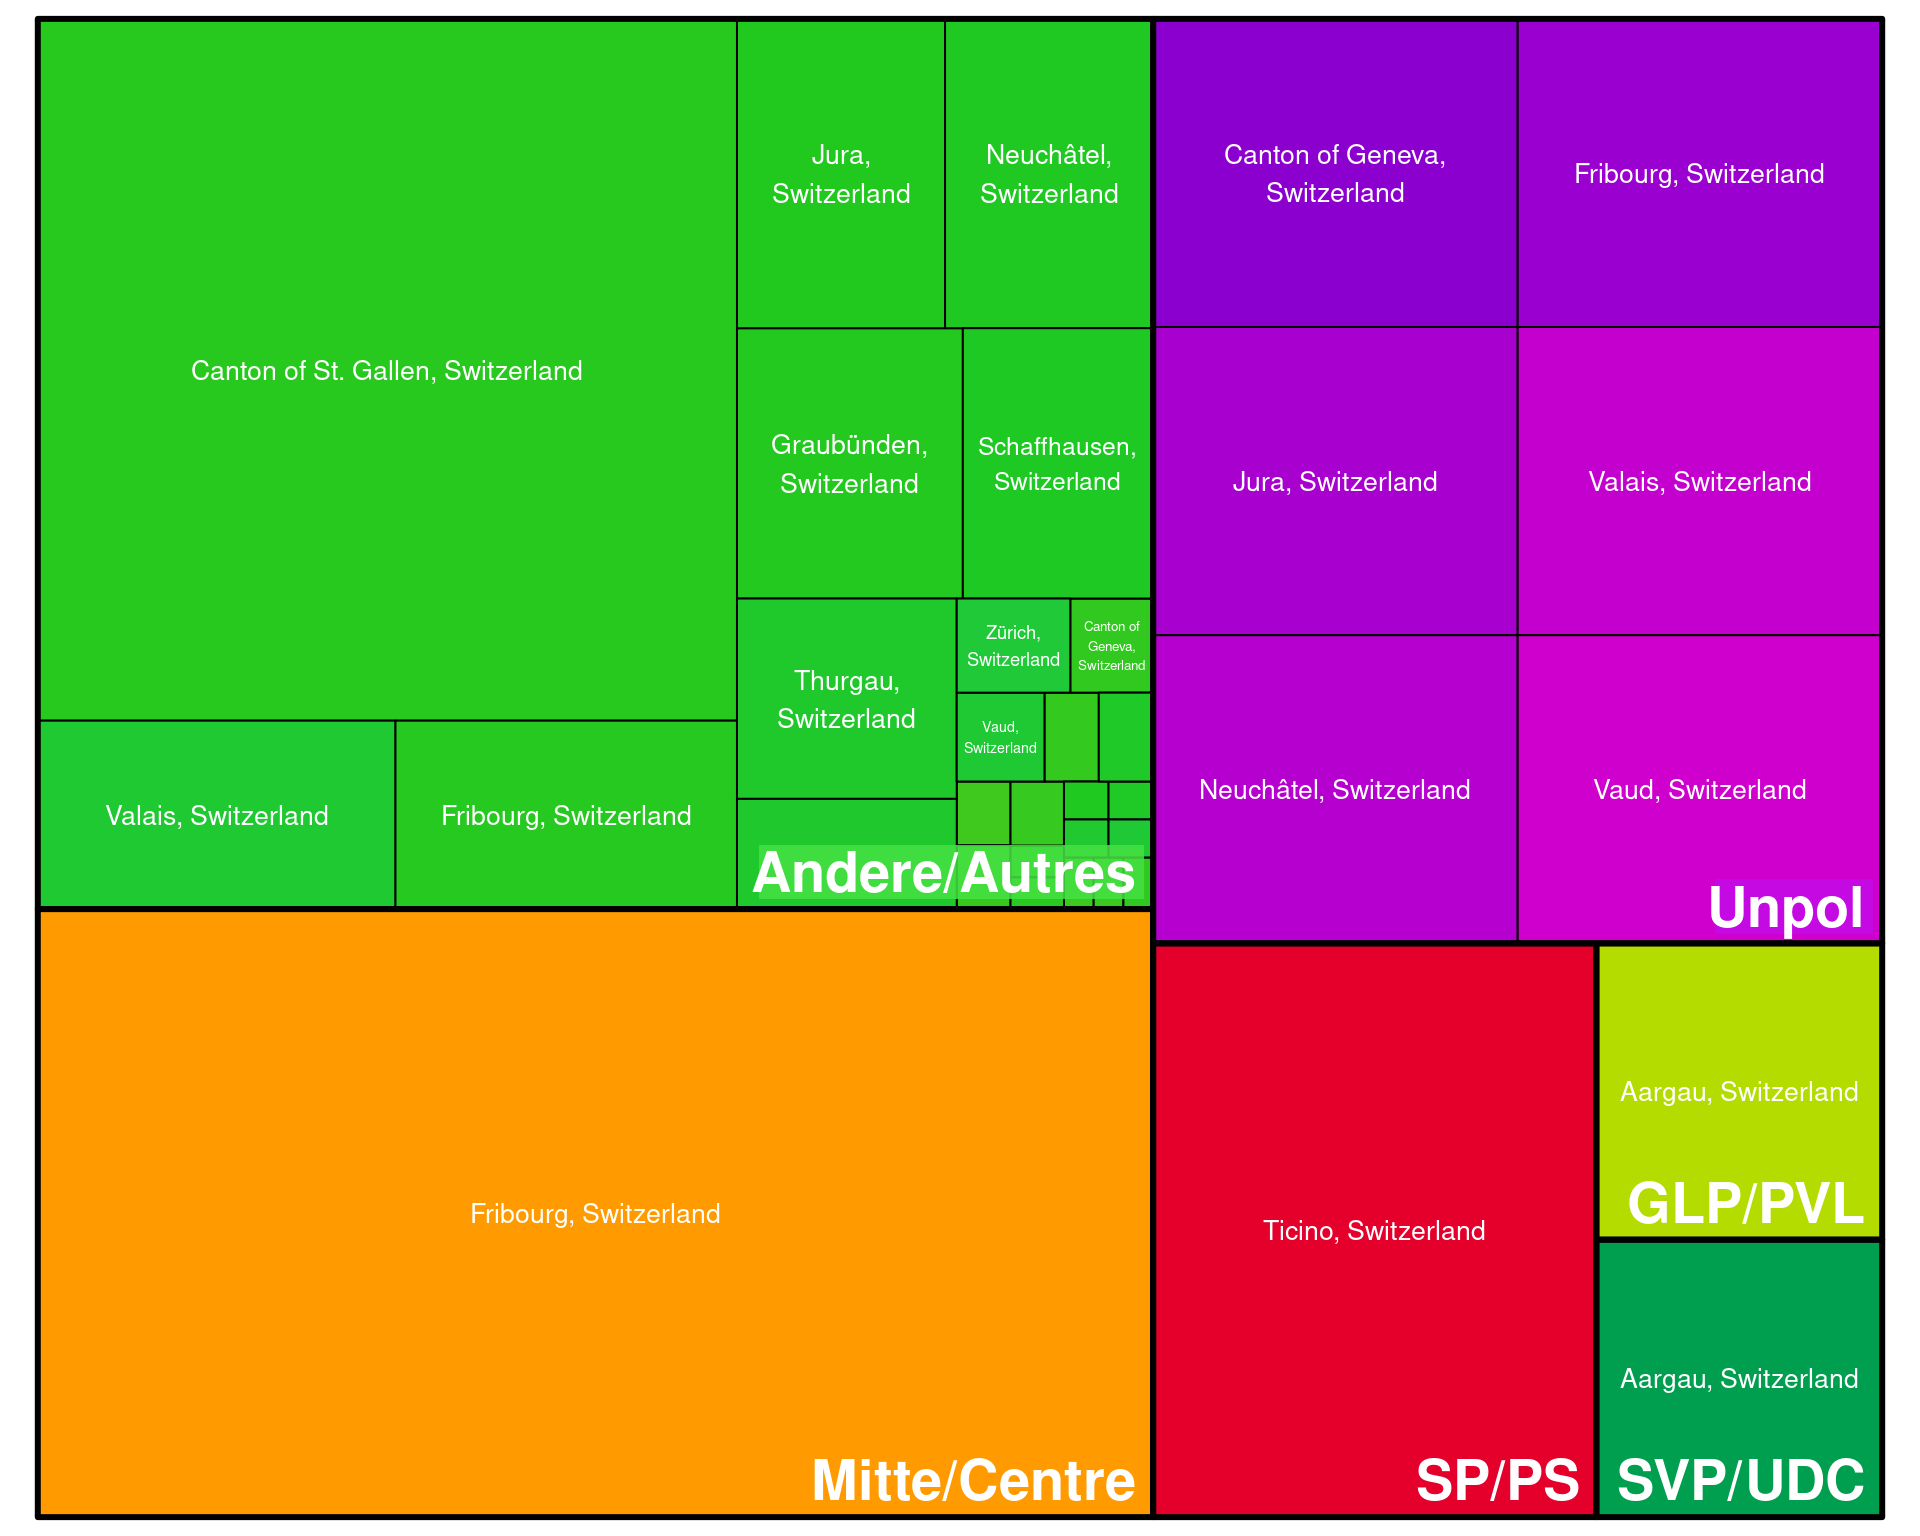 Canton of St. Gallen, Switzerland
Valais, Switzerland
Fribourg, Switzerland
Jura,
Switzerland
Neuchâtel,
Switzerland
Graubünden,
Switzerland
Schaffhausen,
Switzerland
Thurgau,
Switzerland
Zürich,
Switzerland
Canton of
Geneva,
Switzerland
Vaud,
Switzerland
Andere/Autres
Canton of Geneva,
Switzerland
Fribourg, Switzerland
Jura, Switzerland
Valais, Switzerland
Neuchâtel, Switzerland
Vaud, Switzerland
Unpol
Fribourg, Switzerland
Mitte/Centre
Ticino, Switzerland
SP/PS
Aargau, Switzerland
GLP/PVL
Aargau, Switzerland
SVP/UDC